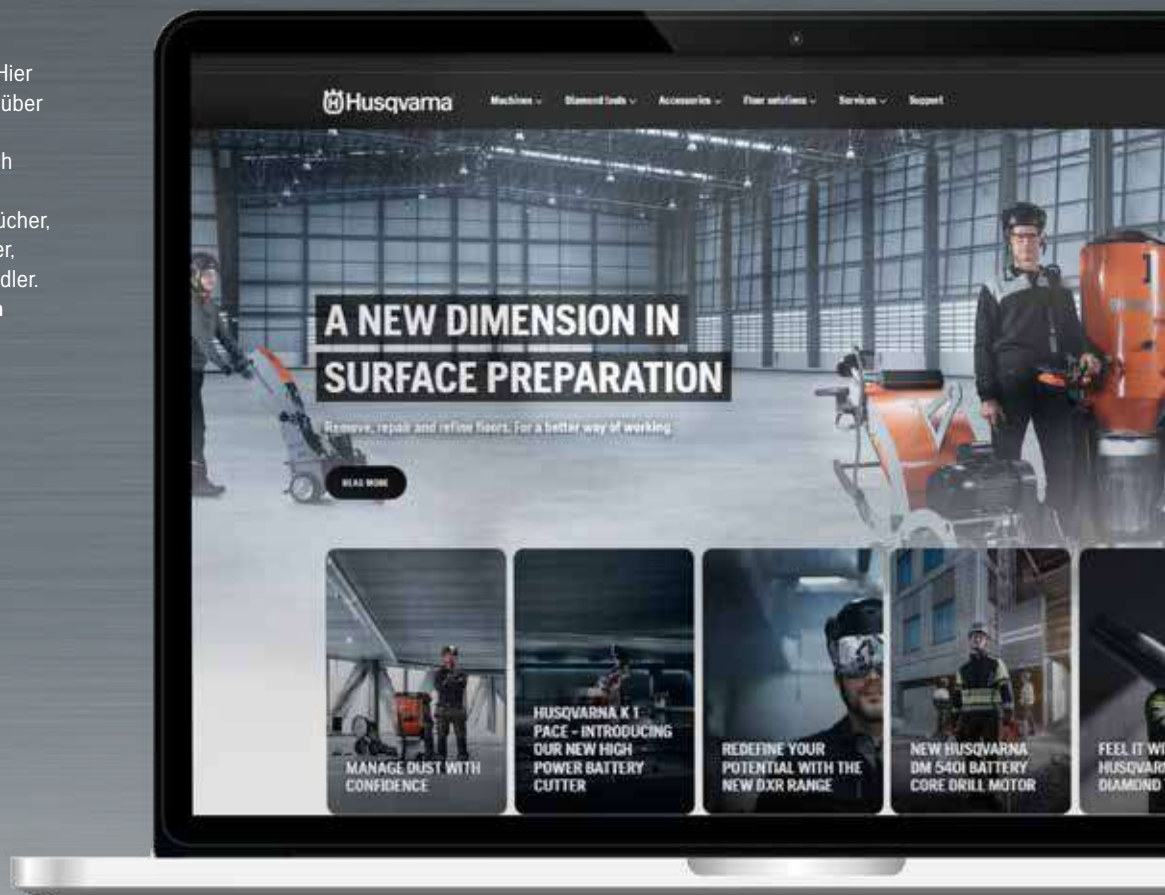 Hier
über
h
ücher,
er,
dler.
n
Husqvarna
Machines
Diamond tools
Accessories
Floor solutions
Services
Support
A NEW DIMENSION IN
SURFACE PREPARATION
Remove, repair and refine floors. For a better way of working.
READ MORE
MANAGE DUST WITH
CONFIDENCE
HUSQVARNA K 1
PACE - INTRODUCING
OUR NEW HIGH
POWER BATTERY
CUTTER
REDEFINE YOUR
POTENTIAL WITH THE
NEW DXR RANGE
NEW HUSQVARNA
DM 540I BATTERY
CORE DRILL MOTOR
FEEL IT WI
HUSQVARN
DIAMOND